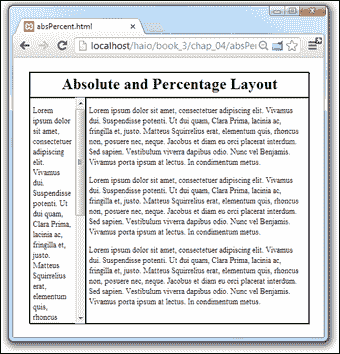 absPercent.html
localhost/haio/book_3/chap_04/absPe
Absolute and Percentage Layout
Lorem
ipsum dolor
sit amet,
consectetuer
adipiscing
elit.
Vivamus
dui.
Suspendisse
potenti. Ut
dui quam,
Clara Prima,
lacinia ac,
fringilla et,
justo.
Matteus
Squirrelius
erat,
elementum
quis,
rhoncus
non,
Lorem ipsum dolor sit amet, consectetuer adipiscing elit. Vivamus
dui. Suspendisse potenti. Ut dui quam, Clara Prima, lacinia ac,
fringilla et, justo. Matteus Squirrelius erat, elementum quis, rhoncus
non, posuere nec, neque. Jacobus et diam eu orci placerat interdum.
Sed sapien. Vestibulum viverra dapibus odio. Nunc vel Benjamis.
Vivamus porta ipsum at lectus. In condimentum metus.
Lorem ipsum dolor sit amet, consectetuer adipiscing elit. Vivamus
dui. Suspendisse potenti. Ut dui quam, Clara Prima, lacinia ac,
fringilla et, justo. Matteus Squirrelius erat, elementum quis, rhoncus
non, posuere nec, neque. Jacobus et diam eu orci placerat interdum.
Sed sapien. Vestibulum viverra dapibus odio. Nunc vel Benjamis.
Vivamus porta ipsum at lectus. In condimentum metus.
Lorem ipsum dolor sit amet, consectetuer adipiscing elit. Vivamus
dui. Suspendisse potenti. Ut dui quam, Clara Prima, lacinia ac,
fringilla et, justo. Matteus Squirrelius erat, elementum quis, rhoncus
non, posuere nec, neque. Jacobus et diam eu orci placerat interdum.
Sed sapien. Vestibulum viverra dapibus odio. Nunc vel Benjamis.
Vivamus porta ipsum at lectus. In condimentum metus.